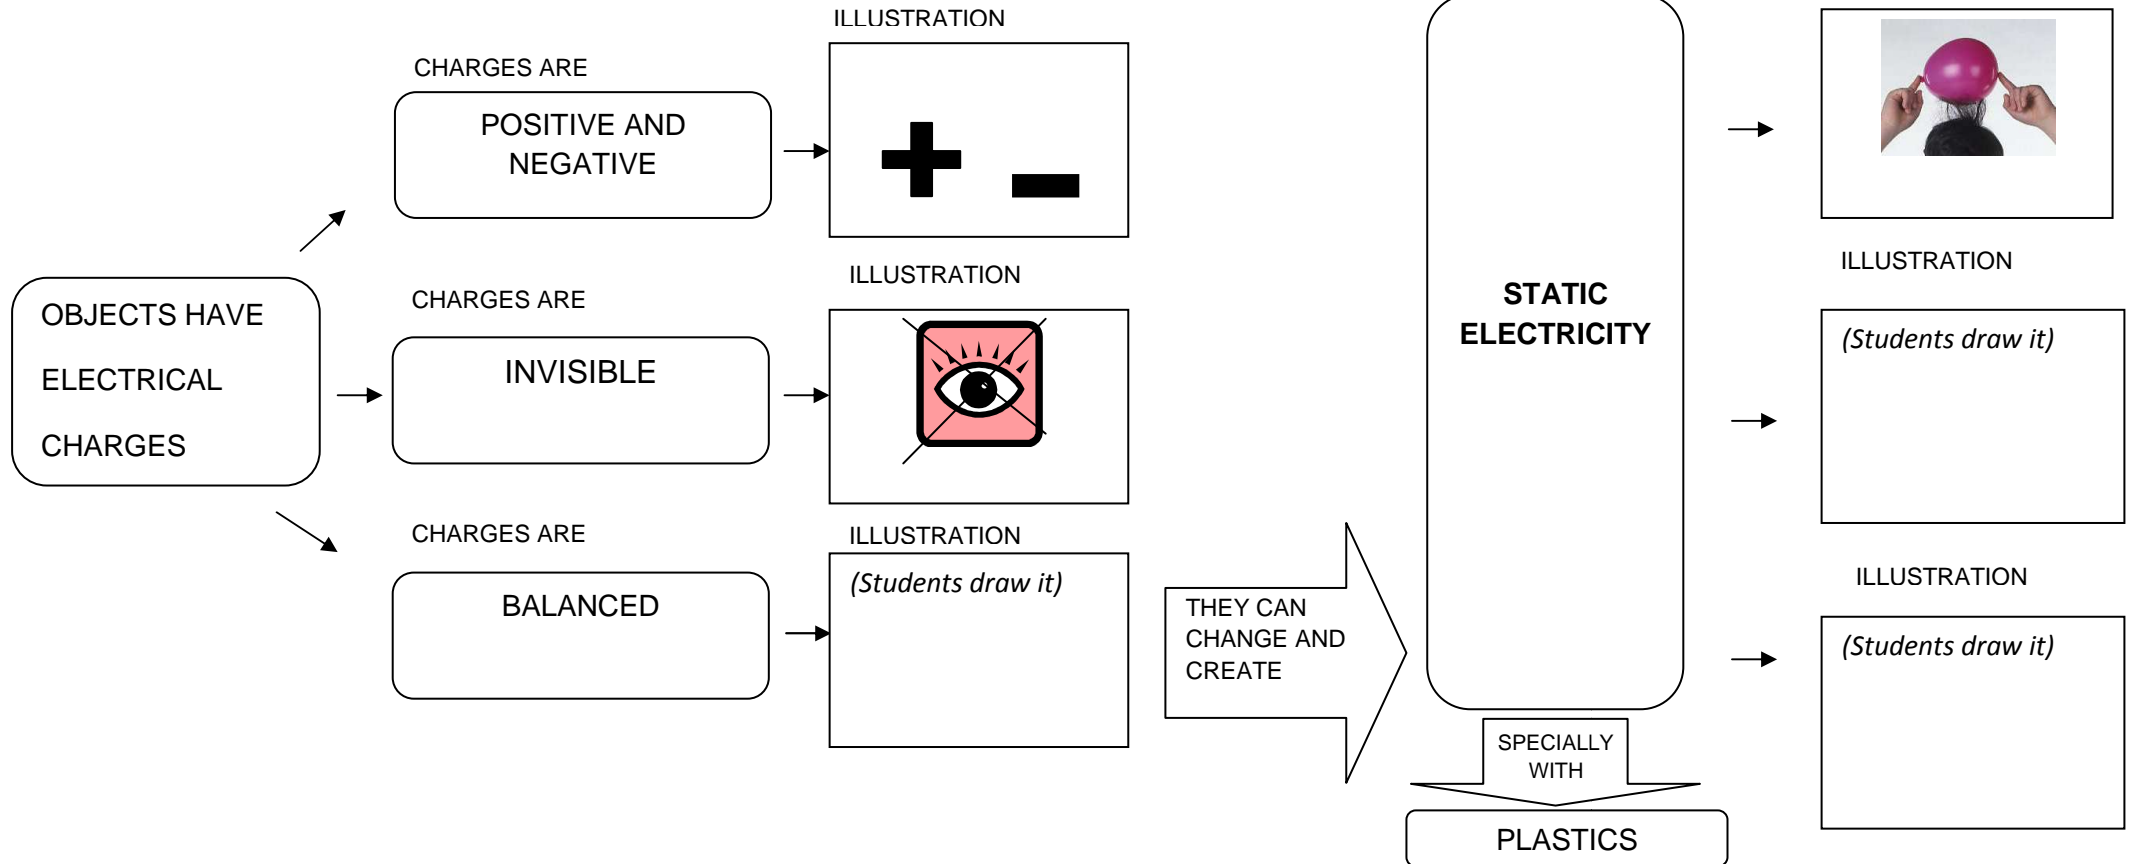 OBJECTS HAVE
ELECTRICAL
CHARGES
CHARGES ARE
POSITIVE AND
NEGATIVE
ILLUSTRATION
CHARGES ARE
INVISIBLE
ILLUSTRATION
CHARGES ARE
BALANCED
ILLUSTRATION
(Students draw it)
THEY CAN
CHANGE AND
CREATE
STATIC
ELECTRICITY
SPECIALLY
WITH
PLASTICS
ILLUSTRATION
(Students draw it)
ILLUSTRATION
(Students draw it)